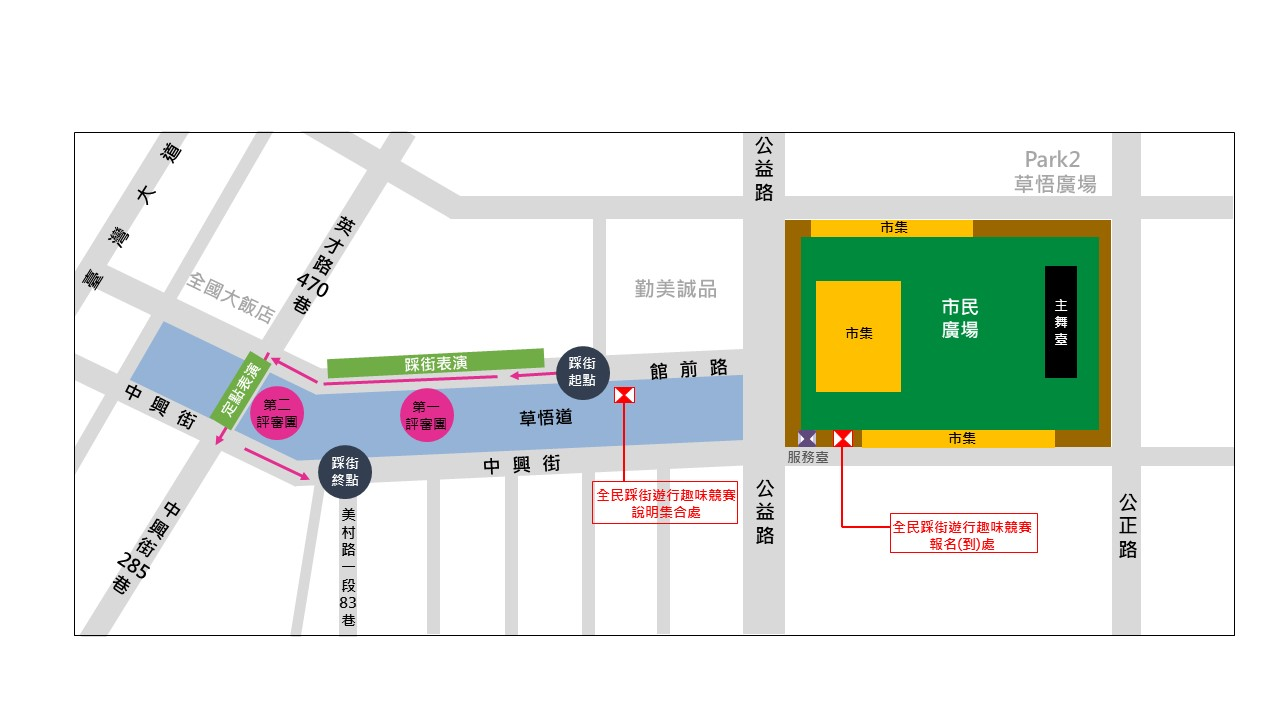 臺灣大道
全國大飯店
英才路470巷
公益路
Park2
草悟廣場
市集
市民
廣場
主舞臺
市集
市集
服務臺
勤美誠品
館前路
踩街
起點
踩街表演
定點表演
第二
評審團
第一
評審團
草悟道
中興街
中興街
踩街
終點
全民踩街遊行趣味競賽
說明集合處
全民踩街遊行趣味競賽
報名(到)處
公益路
公正路
中興街285巷
美村路一段83巷